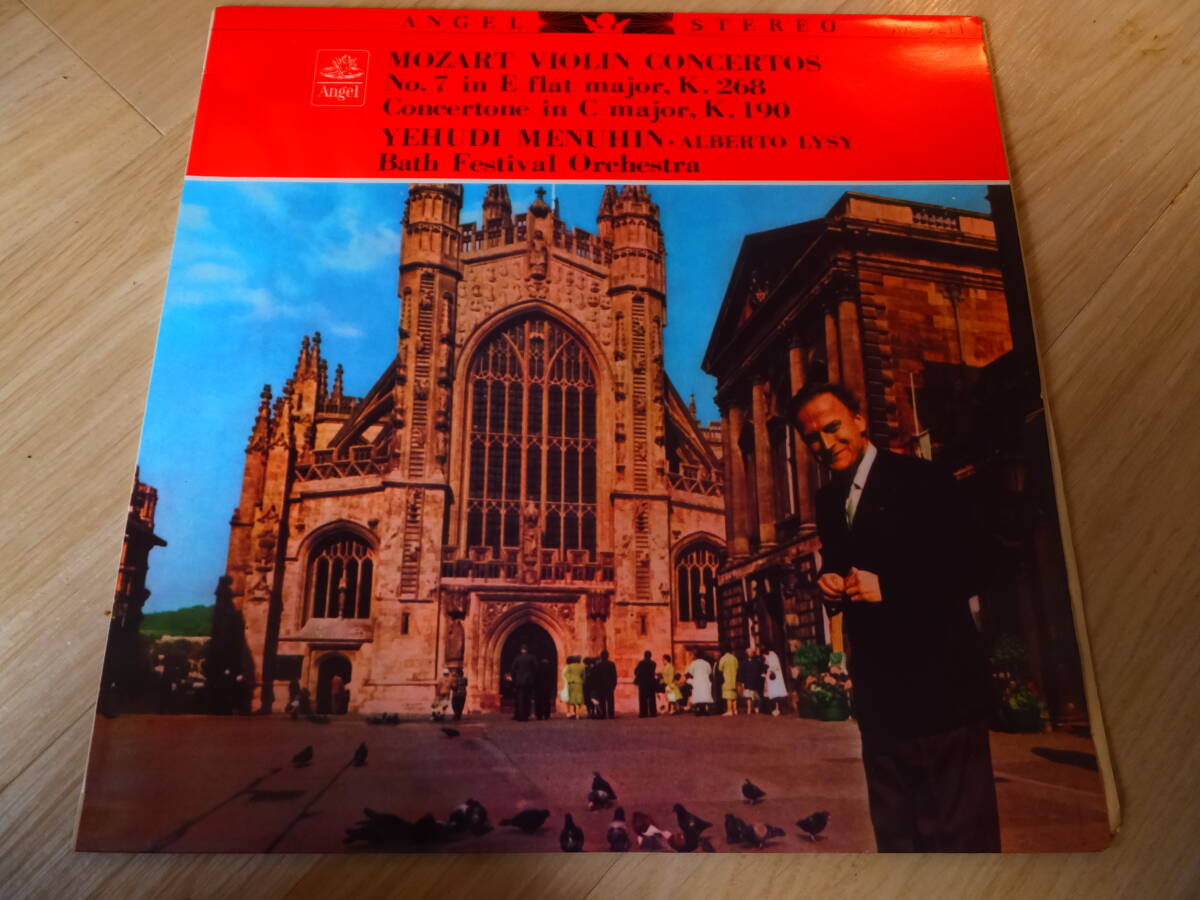 ANGEL STEREO
Angel
MOZART VIOLIN CONCERTOS
No. 7 in E flat major, K. 268
Concertone in C major, K. 190
YEHUDI MENUHIN - ALBERTO LYSY
Bath Festival Orchestra